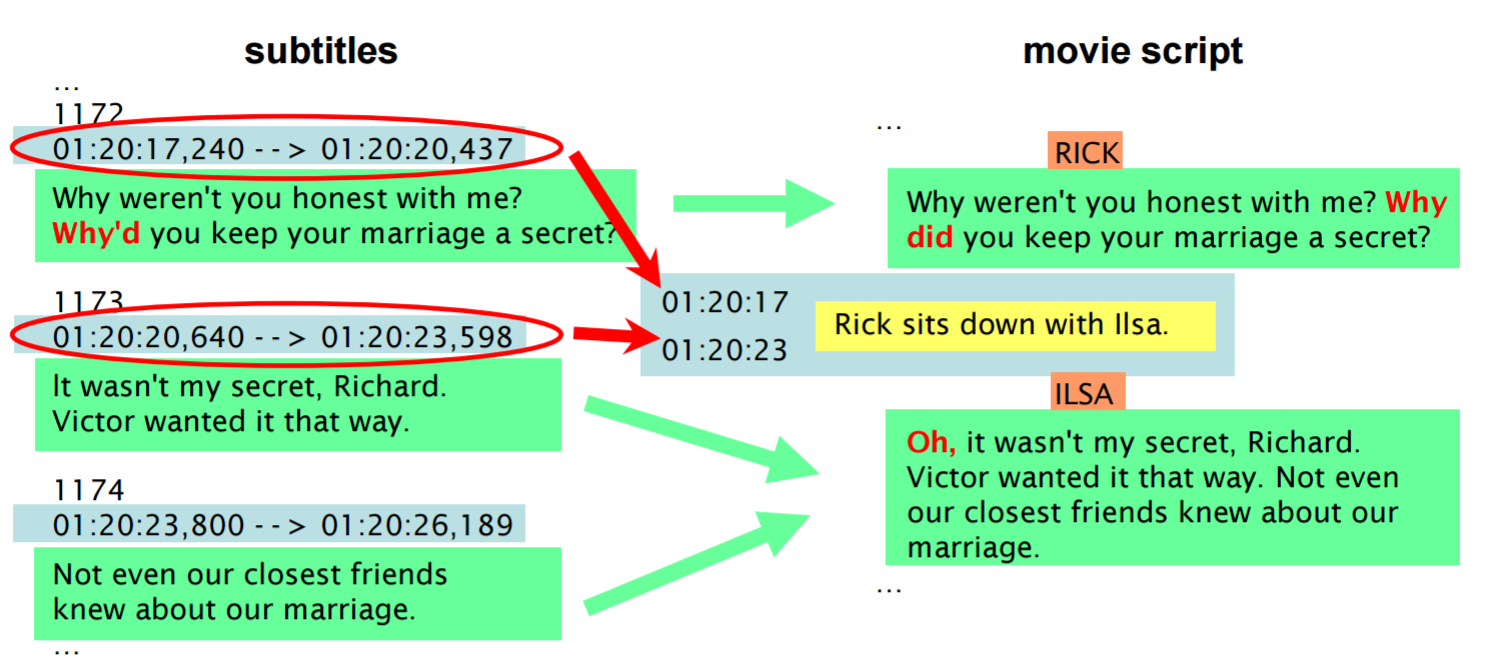 subtitles
...
1172
01:20:17,240 --> 01:20:20,437
Why weren't you honest with me?
Why'd you keep your marriage a secret?
1173
01:20:20,640 --> 01:20:23,598
It wasn't my secret, Richard.
Victor wanted it that way.
1174
01:20:23,800 --> 01:20:26,189
Not even our closest friends
knew about our marriage.
...
movie script
...
RICK
Why weren't you honest with me? Why
did you keep your marriage a secret?
01:20:17
Rick sits down with Ilsa.
01:20:23
ILSA
Oh, it wasn't my secret, Richard.
Victor wanted it that way. Not even
our closest friends knew about our
marriage.
...